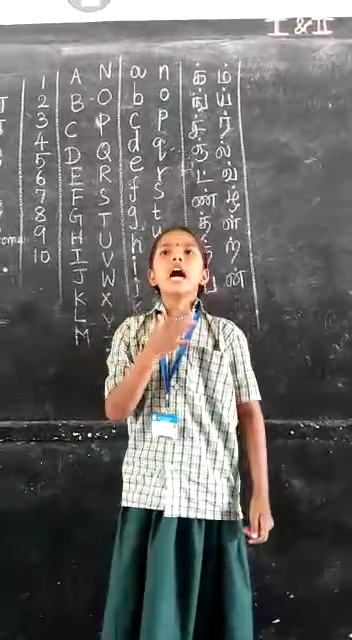 I & II
1 A N a n க் ம்
2 B O b o ங் ய்
3 C P c p ச் ர்
4 D Q d q ஞ் ல்
5 E R e r ட் வ்
6 F S f s ண் ழ்
7 G T g t த் ள்
8 H U h u ற்
9 I V i ன்
10 J W
K X
L Y
M